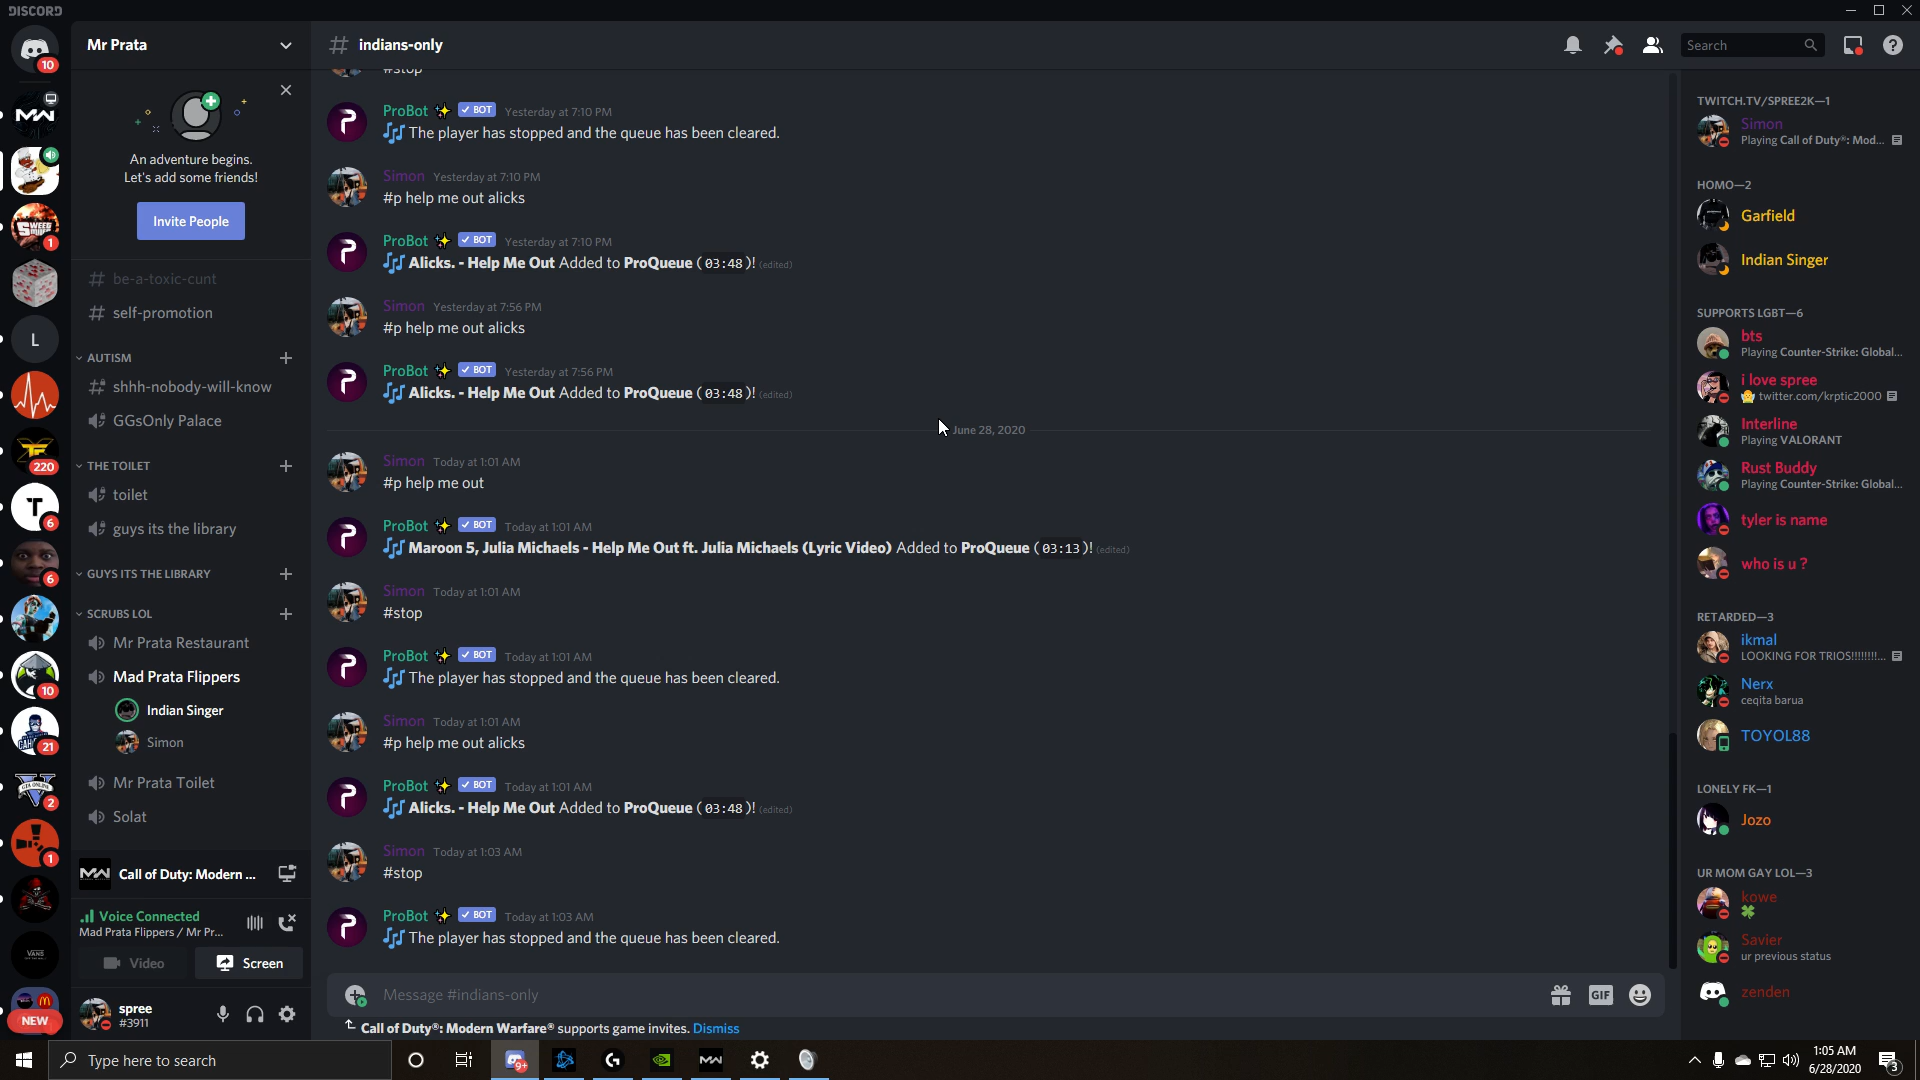 DISCORD
Mr Prata
# indians-only
Search
10
An adventure begins.
Let's add some friends!
Invite People
be-a-toxic-cunt
self-promotion
AUTISM
shhh-nobody-will-know
GGsOnly Palace
THE TOILET
toilet
guys its the library
GUYS ITS THE LIBRARY
SCRUBS LOL
Mr Prata Restaurant
Mad Prata Flippers
Indian Singer
Simon
Mr Prata Toilet
Solat
Call of Duty: Modern ...
Voice Connected
Mad Prata Flippers / Mr Pr...
Video
Screen
spree
#3911
1
L
220
T
6
6
10
21
2
1
VANS
NEW
#stop
ProBot BOT Yesterday at 7:10 PM
The player has stopped and the queue has been cleared.
Simon Yesterday at 7:10 PM
#p help me out alicks
ProBot BOT Yesterday at 7:10 PM
Alicks. - Help Me Out Added to ProQueue ( 03:48 )! (edited)
Simon Yesterday at 7:56 PM
#p help me out alicks
ProBot BOT Yesterday at 7:56 PM
Alicks. - Help Me Out Added to ProQueue ( 03:48 )! (edited)
June 28, 2020
Simon Today at 1:01 AM
#p help me out
ProBot BOT Today at 1:01 AM
Maroon 5, Julia Michaels - Help Me Out ft. Julia Michaels (Lyric Video) Added to ProQueue ( 03:13 )! (edited)
Simon Today at 1:01 AM
#stop
ProBot BOT Today at 1:01 AM
The player has stopped and the queue has been cleared.
Simon Today at 1:01 AM
#p help me out alicks
ProBot BOT Today at 1:01 AM
Alicks. - Help Me Out Added to ProQueue ( 03:48 )! (edited)
Simon Today at 1:03 AM
#stop
ProBot BOT Today at 1:03 AM
The player has stopped and the queue has been cleared.
Message #indians-only
GIF
Call of Duty®: Modern Warfare® supports game invites. Dismiss
TWITCH.TV/SPREE2K—1
Simon
Playing Call of Duty®: Mod...
HOMO—2
Garfield
Indian Singer
SUPPORTS LGBT—6
bts
Playing Counter-Strike: Global...
i love spree
twitter.com/krptic2000
Interline
Playing VALORANT
Rust Buddy
Playing Counter-Strike: Global...
tyler is name
who is u ?
RETARDED—3
ikmal
LOOKING FOR TRIOS!!!!!!!!...
Nerx
ceqita barua
TOYOL88
LONELY FK—1
Jozo
UR MOM GAY LOL—3
kowe
Savier
ur previous status
zenden
Type here to search
9+
1:05 AM
6/28/2020
3